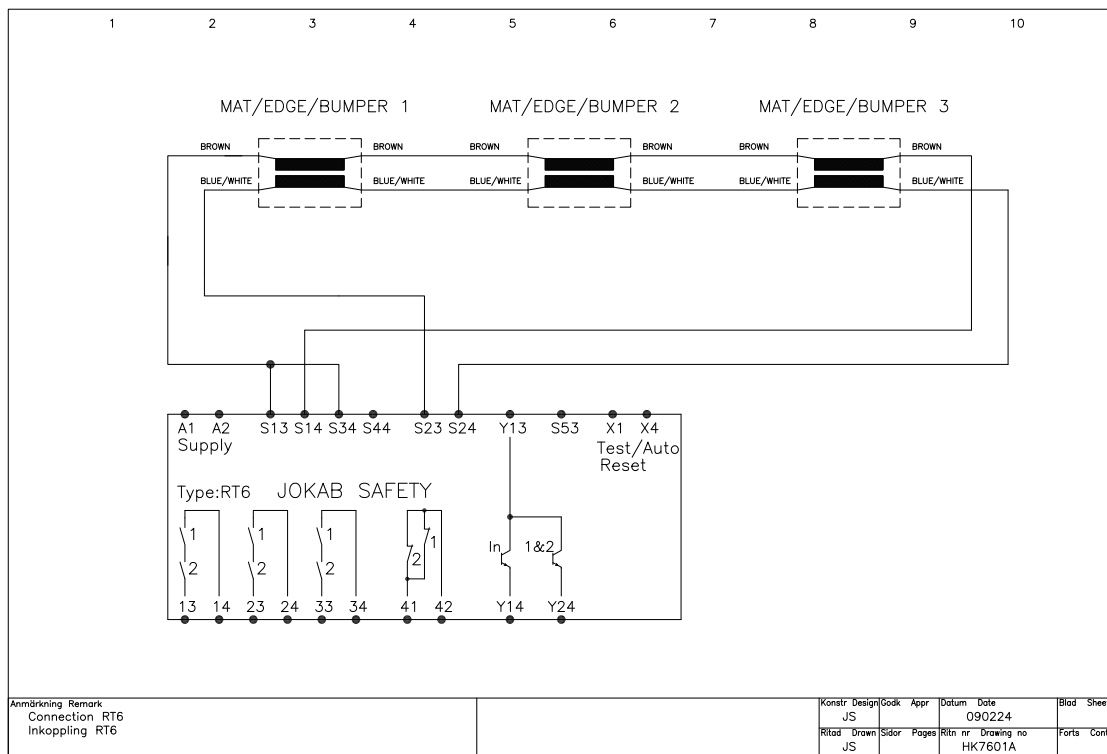 1 2 3 4 5 6 7 8 9 10
MAT/EDGE/BUMPER 1 MAT/EDGE/BUMPER 2 MAT/EDGE/BUMPER 3
BROWN BROWN BROWN BROWN BROWN BROWN
BLUE/WHITE BLUE/WHITE BLUE/WHITE BLUE/WHITE BLUE/WHITE BLUE/WHITE
A1 A2 S13 S14 S34 S44 S23 S24 Y13 S53 X1 X4
Supply Test/Auto
Reset
Type:RT6 JOKAB SAFETY
1 1 1 1
In 1&2
2 2 2 2
13 14 23 24 33 34 41 42 Y14 Y24
Anmärkning Remark
Connection RT6
Inkoppling RT6
Konstr Design Godk Appr Datum Date Blad Sheet
JS 090224
Ritad Drawn Sidor Pages Ritn nr Drawing no Forts Cont
JS HK7601A